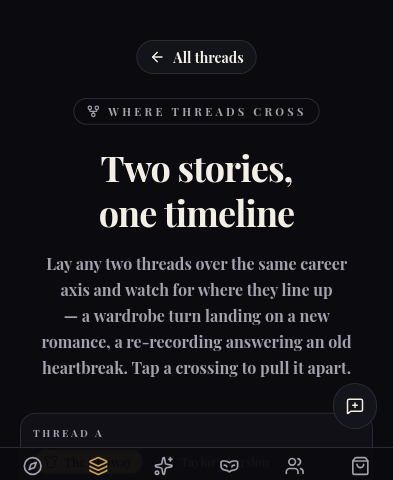 All threads
WHERE THREADS CROSS
Two stories,
one timeline
Lay any two threads over the same career
axis and watch for where they line up
— a wardrobe turn landing on a new
romance, a re-recording answering an old
heartbreak. Tap a crossing to pull it apart.
THREAD A